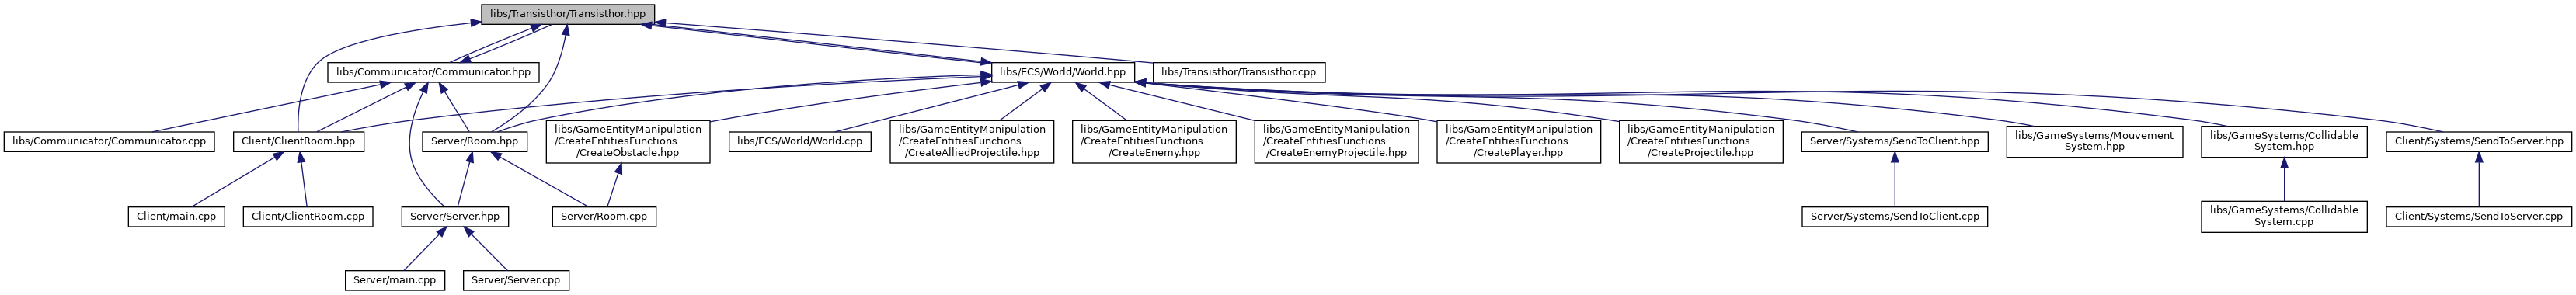 libs/Transisthor/Transisthor.hpp
libs/Communicator/Communicator.hpp
libs/ECS/World/World.hpp
libs/Transisthor/Transisthor.cpp
libs/Communicator/Communicator.cpp
Client/ClientRoom.hpp
Server/Room.hpp
libs/GameEntityManipulation
/CreateEntitiesFunctions
/CreateObstacle.hpp
libs/ECS/World/World.cpp
libs/GameEntityManipulation
/CreateEntitiesFunctions
/CreateAlliedProjectile.hpp
libs/GameEntityManipulation
/CreateEntitiesFunctions
/CreateEnemy.hpp
libs/GameEntityManipulation
/CreateEntitiesFunctions
/CreateEnemyProjectile.hpp
libs/GameEntityManipulation
/CreateEntitiesFunctions
/CreatePlayer.hpp
libs/GameEntityManipulation
/CreateEntitiesFunctions
/CreateProjectile.hpp
Server/Systems/SendToClient.hpp
libs/GameSystems/Mouvement
System.hpp
libs/GameSystems/Collidable
System.hpp
Client/Systems/SendToServer.hpp
Client/main.cpp
Client/ClientRoom.cpp
Server/Server.hpp
Server/Room.cpp
Server/Systems/SendToClient.cpp
libs/GameSystems/Collidable
System.cpp
Client/Systems/SendToServer.cpp
Server/main.cpp
Server/Server.cpp